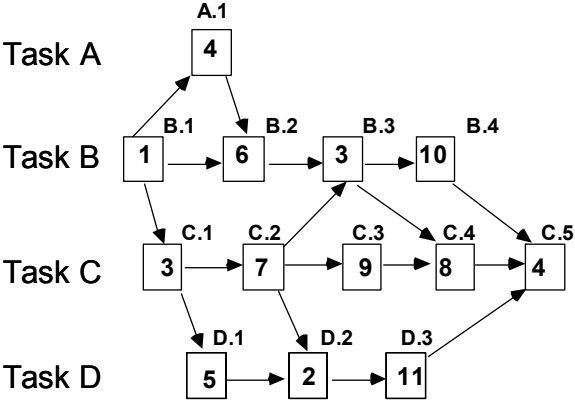 A.1
Task A 4
B.1 B.2 B.3 B.4
Task B 1 6 3 10
C.1 C.2 C.3 C.4 C.5
Task C 3 7 9 8 4
D.1 D.2 D.3
Task D 5 2 11